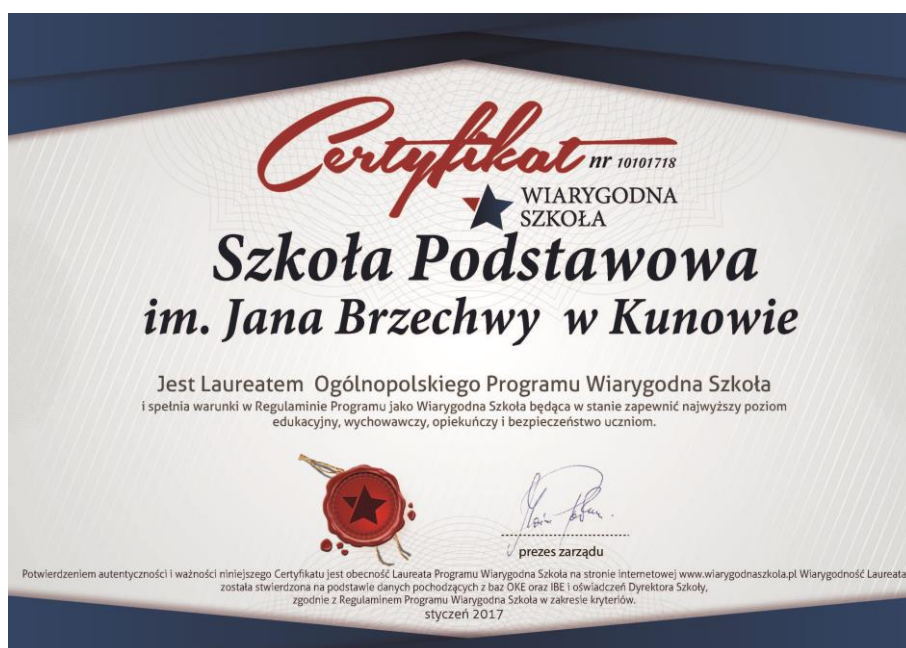 Certyfikat nr 10101718
WIARYGODNA
SZKOŁA
Szkoła Podstawowa
im. Jana Brzechwy w Kunowie
Jest Laureatem Ogólnopolskiego Programu Wiarygodna Szkoła
i spełnia warunki w Regulaminie Programu jako Wiarygodna Szkoła będąca w stanie zapewnić najwyższy poziom
edukacyjny, wychowawczy, opiekuńczy i bezpieczeństwo uczniom.
prezes zarządu
Potwierdzeniem autentyczności i ważności niniejszego Certyfikatu jest obecność Laureata Programu Wiarygodna Szkoła na stronie internetowej www.wiarygodnaszkola.pl Wiarygodność Laureata
została stwierdzona na podstawie danych pochodzących z baz OKE oraz IBE i oświadczeń Dyrektora Szkoły,
zgodnie z Regulaminem Programu Wiarygodna Szkoła w zakresie kryteriów.
styczeń 2017